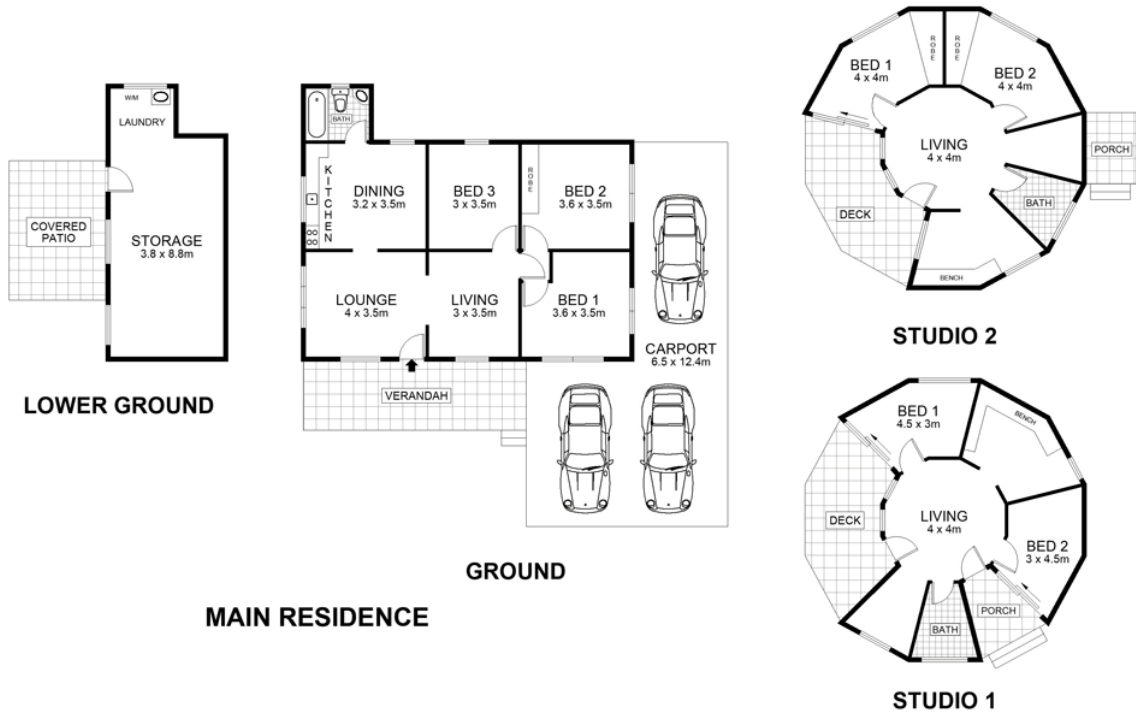 W/M
LAUNDRY
COVERED
PATIO
STORAGE
3.8 x 8.8m
LOWER GROUND
BATH
KITCHEN
DINING
3.2 x 3.5m
BED 3
3 x 3.5m
ROBE
BED 2
3.6 x 3.5m
LOUNGE
4 x 3.5m
LIVING
3 x 3.5m
BED 1
3.6 x 3.5m
VERANDAH
CARPORT
6.5 x 12.4m
GROUND
MAIN RESIDENCE
BED 1
4 x 4m
ROBE
ROBE
BED 2
4 x 4m
LIVING
4 x 4m
PORCH
DECK
BATH
BENCH
STUDIO 2
BED 1
4.5 x 3m
BENCH
DECK
LIVING
4 x 4m
BED 2
3 x 4.5m
PORCH
BATH
STUDIO 1